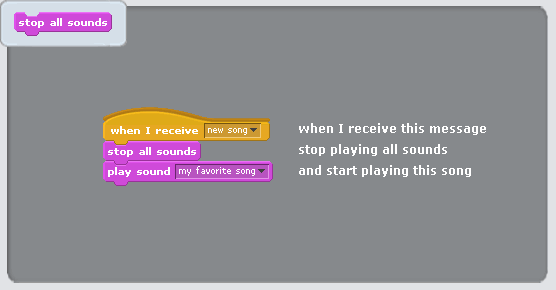 stop all sounds
when I receive new song
stop all sounds
play sound my favorite song
when I receive this message
stop playing all sounds
and start playing this song